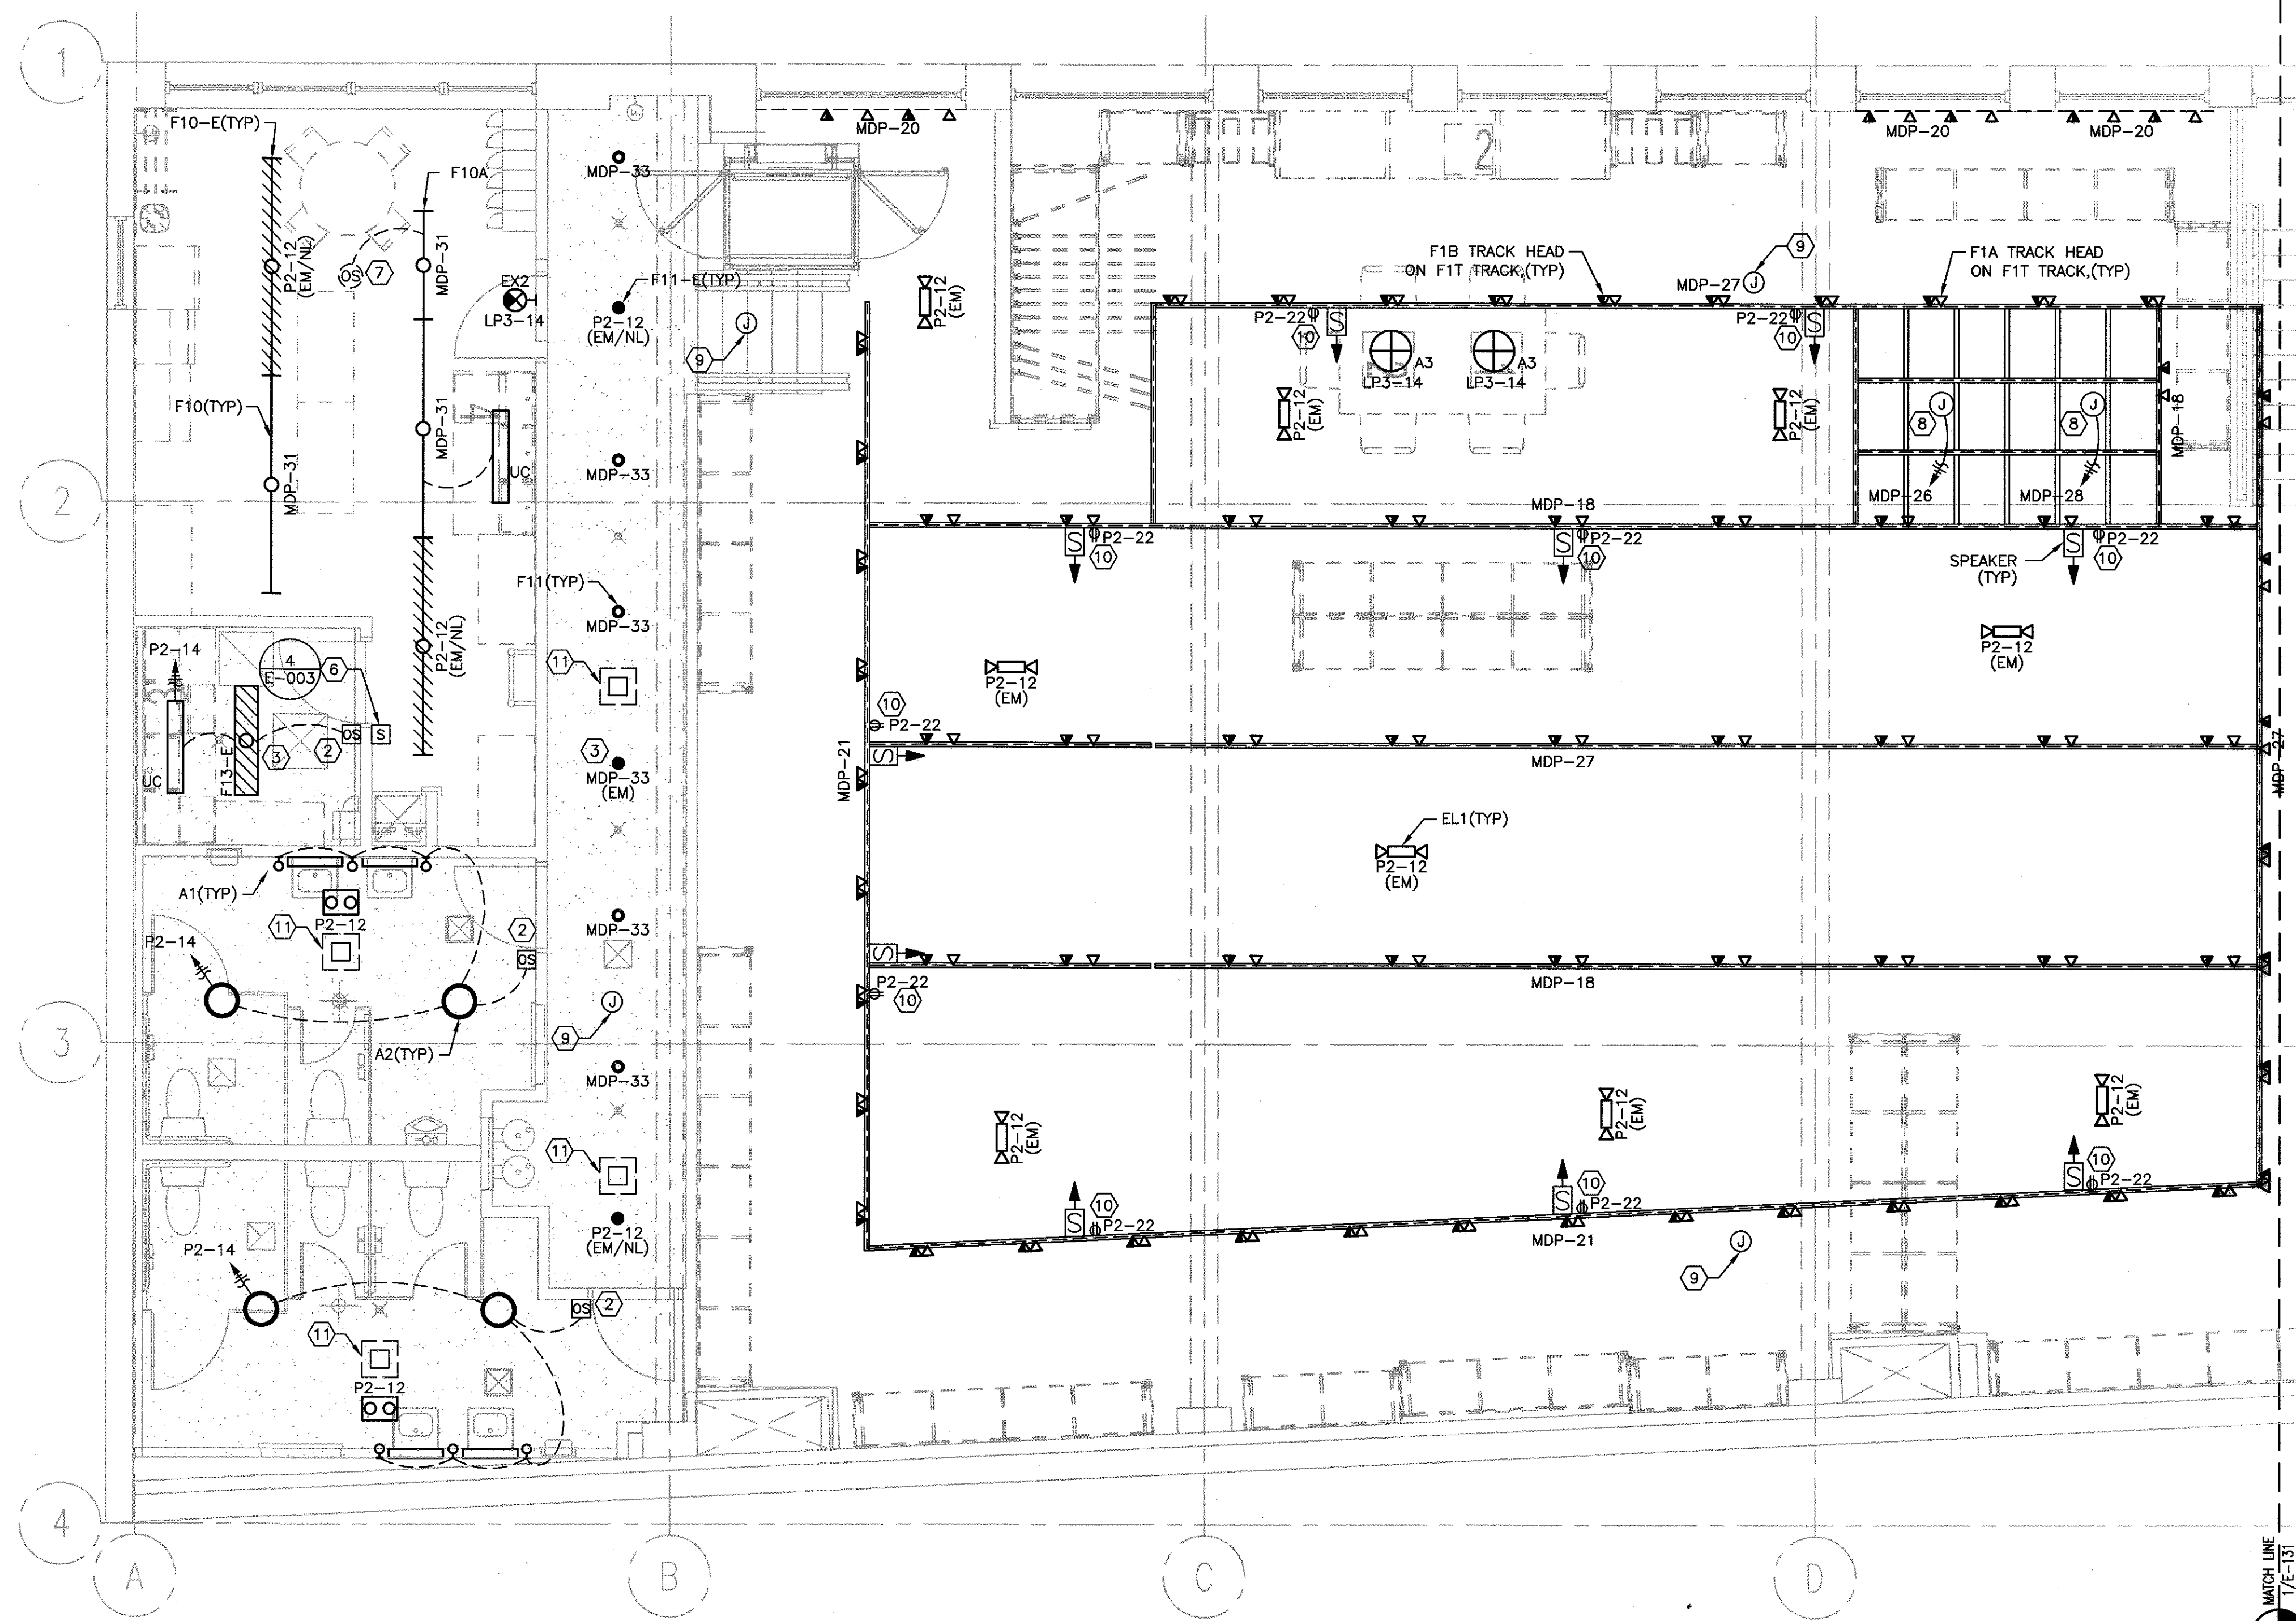 1
F10-E(TYP)
MDP-33
MDP-20
2
MDP-20
MDP-20
F10A
P2-12
(EM/NL)
OS
7
MDP-31
EX2
LP3-14
F11-E(TYP)
P2-12
(EM/NL)
J
9
P2-12
(EM)
F1B TRACK HEAD
ON F1T TRACK,(TYP)
MDP-27
J
9
F1A TRACK HEAD
ON F1T TRACK,(TYP)
P2-22
10
S
A3
LP3-14
A3
LP3-14
P2-22
10
S
P2-12
(EM)
P2-12
(EM)
J
8
J
8
MDP-18
F10(TYP)
MDP-31
MDP-31
UC
MDP-33
MDP-26
MDP-28
2
MDP-18
S
P2-22
10
S
P2-22
10
S
P2-22
10
SPEAKER
(TYP)
F11(TYP)
MDP-33
P2-12
(EM/NL)
P2-14
4
E-003
6
11
P2-12
(EM)
P2-12
(EM)
UC
F13-E
3
2
OS
S
3
MDP-33
(EM)
10
P2-22
S
MDP-21
MDP-27
MDP-27
EL1(TYP)
P2-12
(EM)
A1(TYP)
11
P2-12
P2-14
2
OS
MDP-33
S
P2-22
10
MDP-18
J
9
3
A2(TYP)
MDP-33
P2-12
(EM)
P2-12
(EM)
P2-12
(EM)
11
P2-12
(EM/NL)
S
10
P2-22
S
10
P2-22
S
10
P2-22
MDP-21
J
9
P2-14
OS
2
11
P2-12
4
A
B
C
D
MATCH LINE
1/E-131